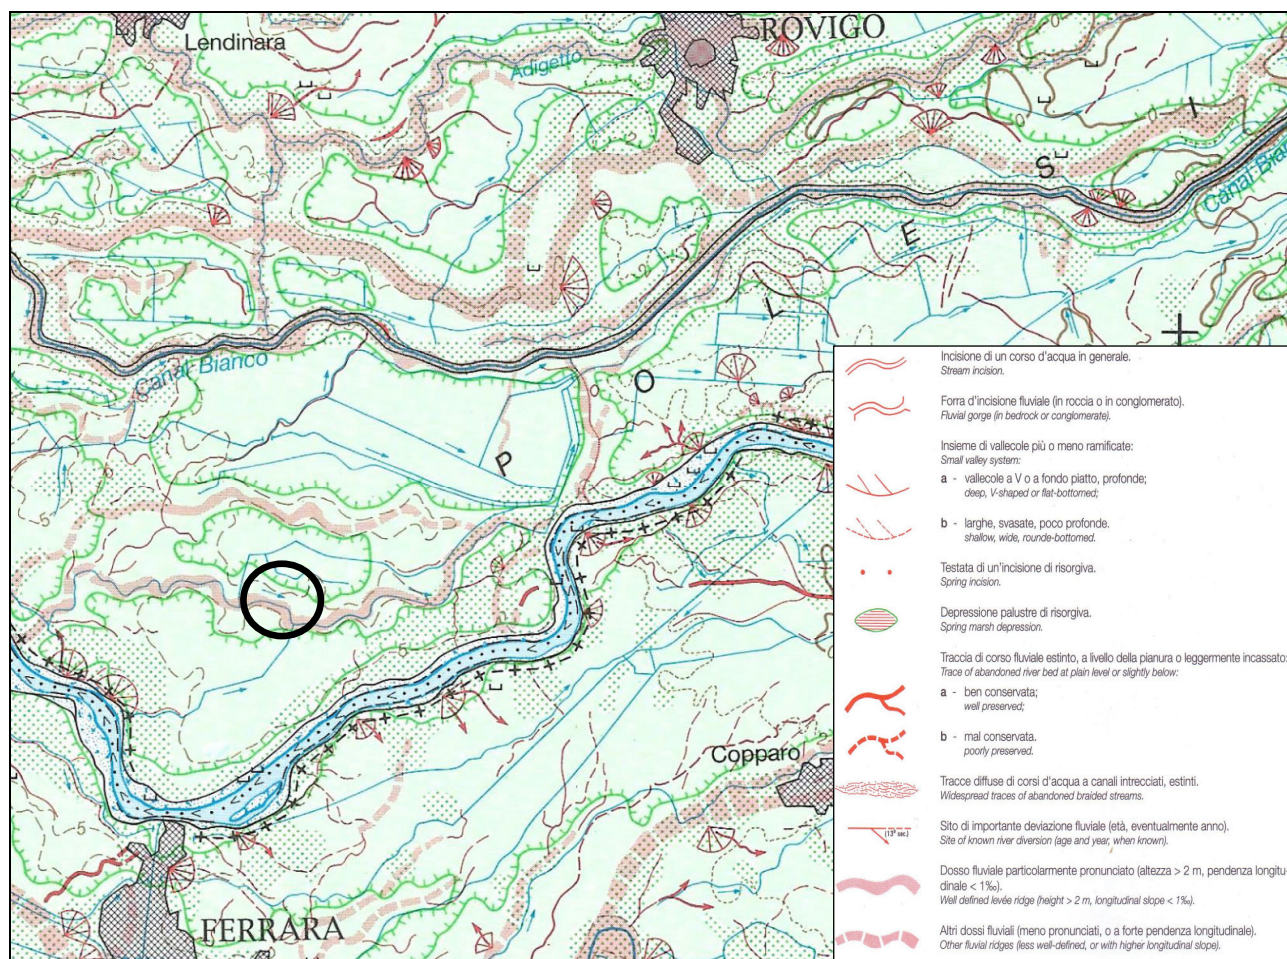 Lendinara
ROVIGO
Adigetto
Canal Bian
Canal Bianco
P O L E S I
5
0
FERRARA
Copparo
Incisione di un corso d'acqua in generale.
Stream incision.
Forra d'incisione fluviale (in roccia o in conglomerato).
Fluvial gorge (in bedrock or conglomerate).
Insieme di vallecole più o meno ramificate:
Small valley system:
a - vallecole a V o a fondo piatto, profonde;
deep, V-shaped or flat-bottomed;
b - larghe, svasate, poco profonde.
shallow, wide, rounde-bottomed.
Testata di un'incisione di risorgiva.
Spring incision.
Depressione palustre di risorgiva.
Spring marsh depression.
Traccia di corso fluviale estinto, a livello della pianura o leggermente incassato:
Trace of abandoned river bed at plain level or slightly below:
a - ben conservata;
well preserved;
b - mal conservata.
poorly preserved.
Tracce diffuse di corsi d'acqua a canali intrecciati, estinti.
Widespread traces of abandoned braided streams.
Sito di importante deviazione fluviale (età, eventualmente anno).
(13° sec.)
Site of known river diversion (age and year, when known).
Dosso fluviale particolarmente pronunciato (altezza > 2 m, pendenza longitu-
dinale < 1‰).
Well defined levée ridge (height > 2 m, longitudinal slope < 1‰).
Altri dossi fluviali (meno pronunciati, o a forte pendenza longitudinale).
Other fluvial ridges (less well-defined, or with higher longitudinal slope).